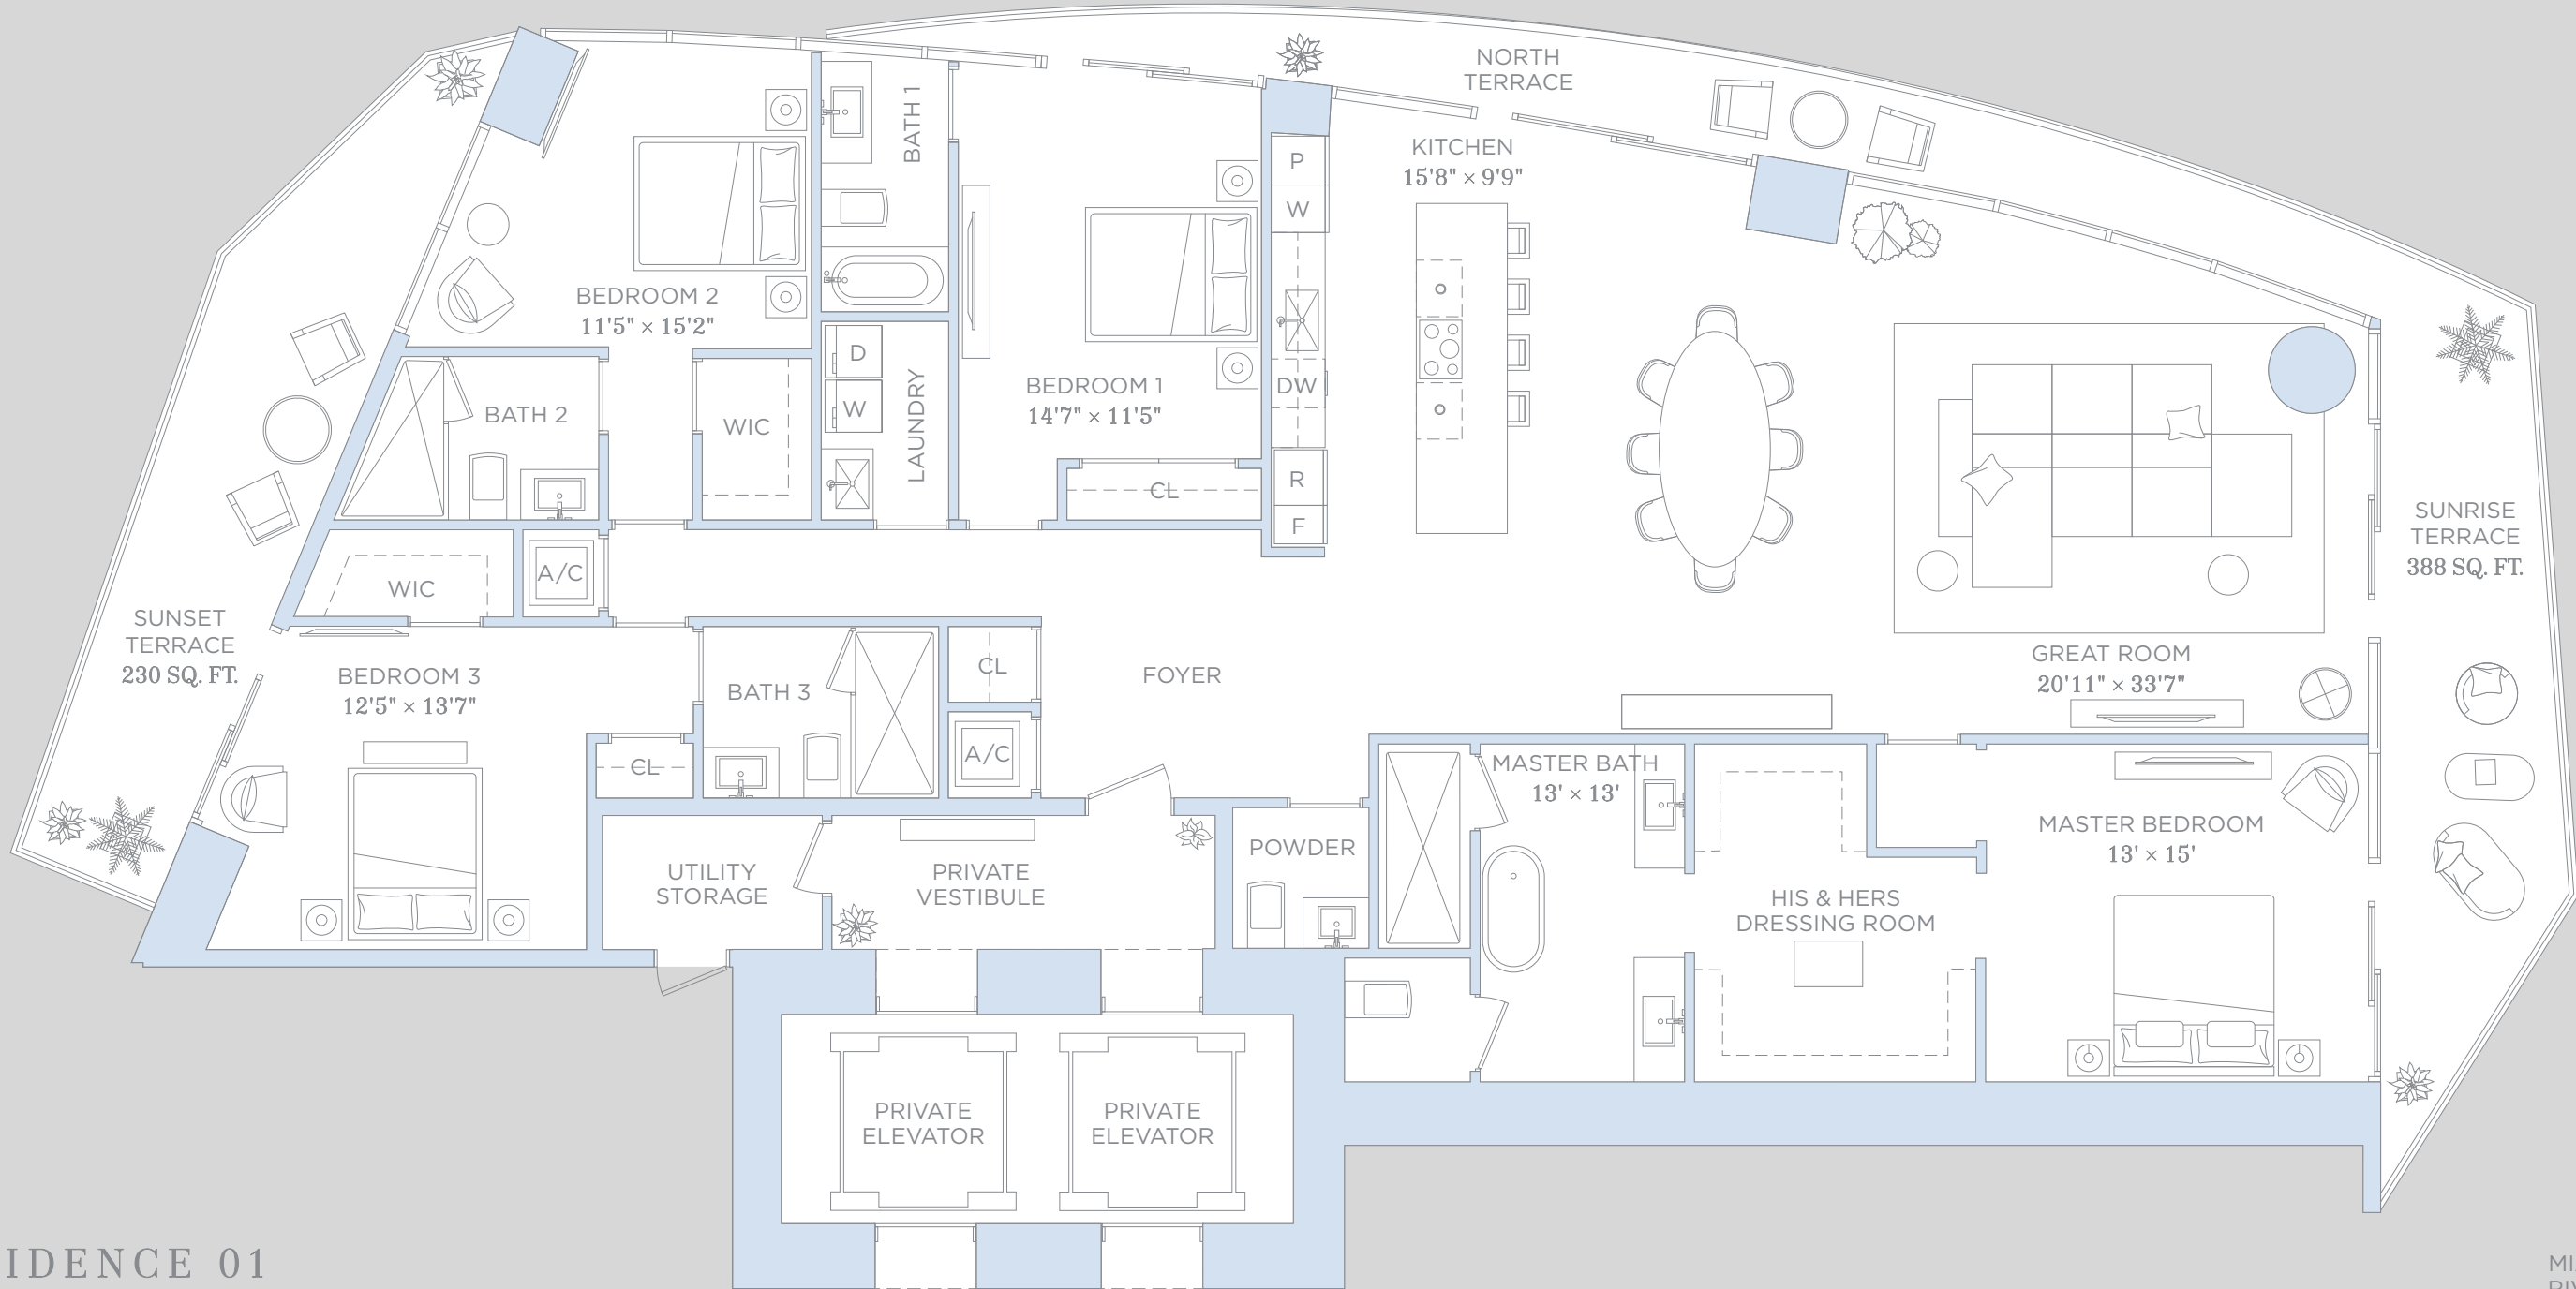 NORTH
TERRACE
KITCHEN
15'8" × 9'9"
BATH 1
P
W
BEDROOM 2
11'5" × 15'2"
D
W
LAUNDRY
BEDROOM 1
14'7" × 11'5"
DW
BATH 2
WIC
CL
R
F
SUNRISE
TERRACE
388 SQ. FT.
WIC
A/C
SUNSET
TERRACE
230 SQ. FT.
BEDROOM 3
12'5" × 13'7"
BATH 3
CL
FOYER
GREAT ROOM
20'11" × 33'7"
CL
A/C
MASTER BATH
13' × 13'
MASTER BEDROOM
13' × 15'
POWDER
UTILITY
STORAGE
PRIVATE
VESTIBULE
HIS & HERS
DRESSING ROOM
PRIVATE
ELEVATOR
PRIVATE
ELEVATOR
IDENCE 01
MI